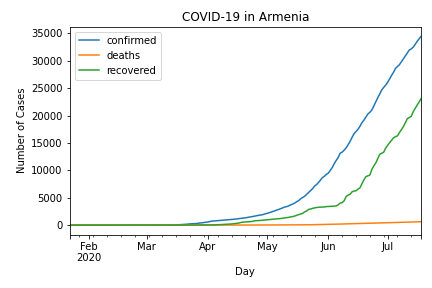 COVID-19 in Armenia
confirmed
deaths
recovered
Number of Cases
35000
30000
25000
20000
15000
10000
5000
0
Feb Mar Apr May Jun Jul
2020
Day